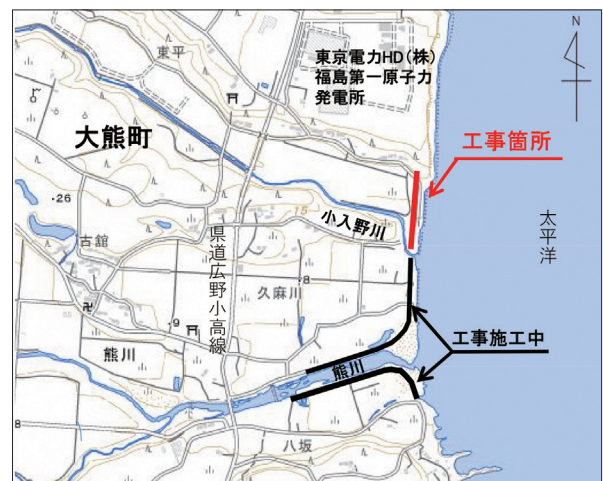 N
東平
東京電力HD(株)
福島第一原子力
発電所
大熊町
工事箇所
26
15
小入野川
太平洋
古舘
県道広野小高線
8
久麻川
9
工事施工中
熊川
熊川
8
八坂